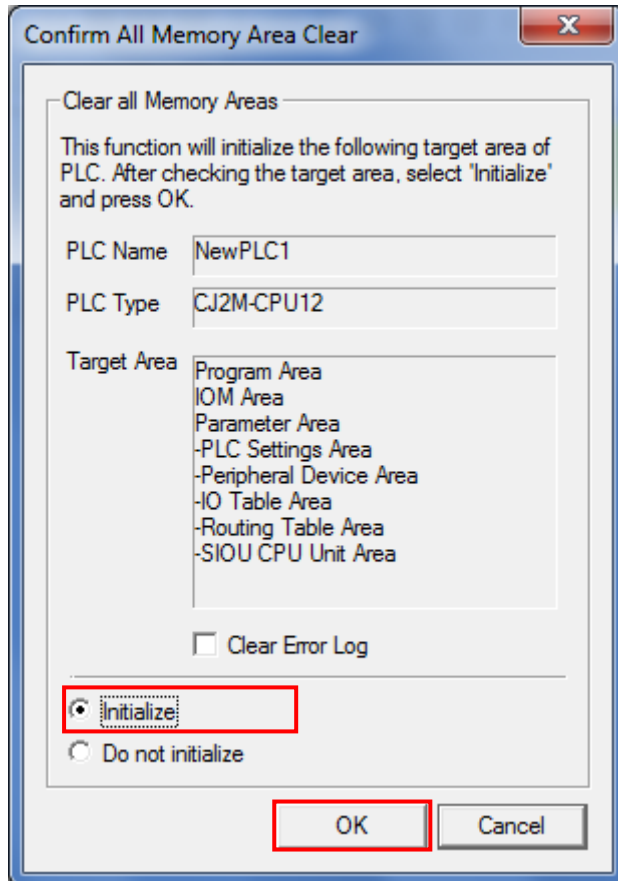 Confirm All Memory Area Clear
Clear all Memory Areas
This function will initialize the following target area of
PLC. After checking the target area, select 'Initialize'
and press OK.
PLC Name NewPLC1
PLC Type CJ2M-CPU12
Target Area Program Area
IOM Area
Parameter Area
-PLC Settings Area
-Peripheral Device Area
-IO Table Area
-Routing Table Area
-SIOU CPU Unit Area
Clear Error Log
Initialize
Do not initialize
OK Cancel